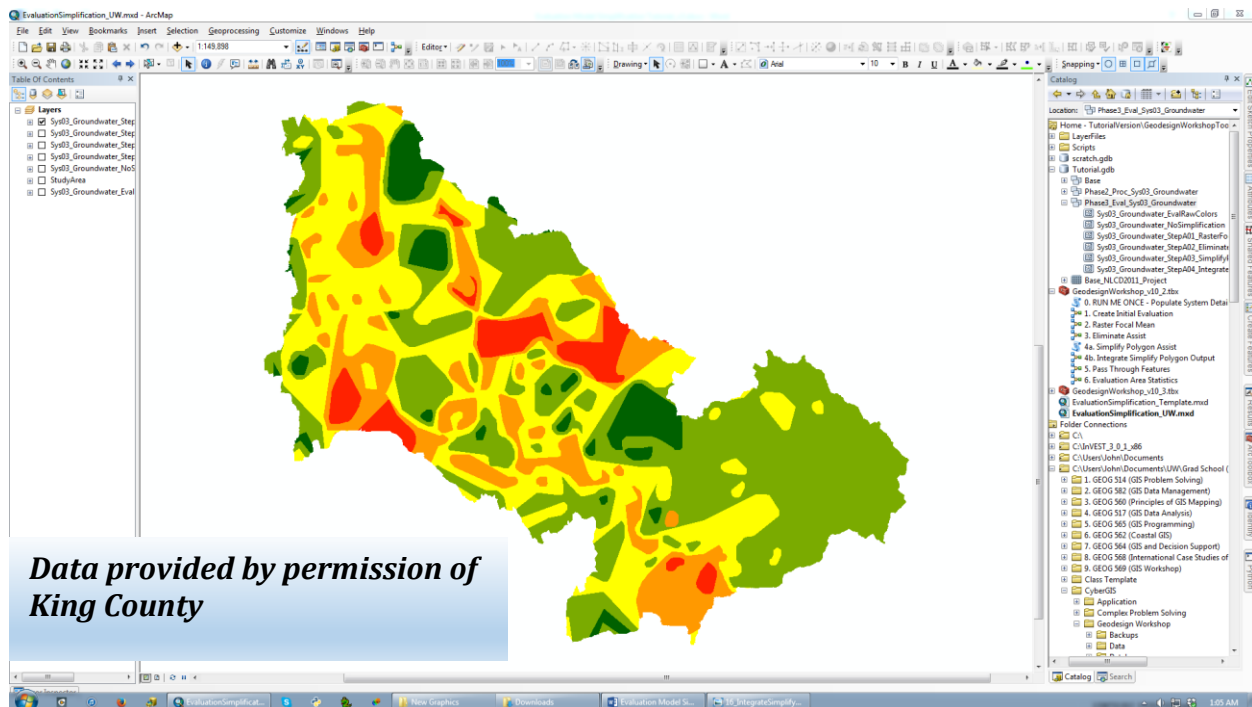 EvaluationSimplification_UW.mxd - ArcMap
File Edit View Bookmarks Insert Selection Geoprocessing Customize Windows Help
1:149,898
Editor
Drawing
Arial
10
B I U
A
Snapping
Table Of Contents
Layers
Sys03_Groundwater_Step
Sys03_Groundwater_Step
Sys03_Groundwater_Step
Sys03_Groundwater_Step
Sys03_Groundwater_NoS
StudyArea
Sys03_Groundwater_Eval
Data provided by permission of
King County
Catalog
Location: Phase3_Eval_Sys03_Groundwater
Home - TutorialVersion\GeodesignWorkshopToo
LayerFiles
Scripts
scratch.gdb
Tutorial.gdb
Base
Phase2_Proc_Sys03_Groundwater
Phase3_Eval_Sys03_Groundwater
Sys03_Groundwater_EvalRawColors
Sys03_Groundwater_NoSimplification
Sys03_Groundwater_StepA01_RasterFo
Sys03_Groundwater_StepA02_Eliminate
Sys03_Groundwater_StepA03_Simplify
Sys03_Groundwater_StepA04_Integrate
Base_NLCD2011_Project
GeodesignWorkshop_v10_2.tbx
0. RUN ME ONCE - Populate System Detai
1. Create Initial Evaluation
2. Raster Focal Mean
3. Eliminate Assist
4a. Simplify Polygon Assist
4b. Integrate Simplify Polygon Output
5. Pass Through Features
6. Evaluation Area Statistics
GeodesignWorkshop_v10_3.tbx
EvaluationSimplification_Template.mxd
EvaluationSimplification_UW.mxd
Folder Connections
C:\
C:\InVEST_3_0_1_x86
C:\Users\John\Documents
C:\Users\John\Documents\UW\Grad School (
1. GEOG 514 (GIS Problem Solving)
2. GEOG 582 (GIS Data Management)
3. GEOG 560 (Principles of GIS Mapping)
4. GEOG 517 (GIS Data Analysis)
5. GEOG 565 (GIS Programming)
6. GEOG 562 (Coastal GIS)
7. GEOG 564 (GIS and Decision Support)
8. GEOG 568 (International Case Studies of
9. GEOG 569 (GIS Workshop)
Class Template
CyberGIS
Application
Complex Problem Solving
Geodesign Workshop
Backups
Data
Catalog
Search
EvaluationSimplificat...
New Graphics
Downloads
Evaluation Model Si...
16_IntegrateSimplify...
1:05 AM